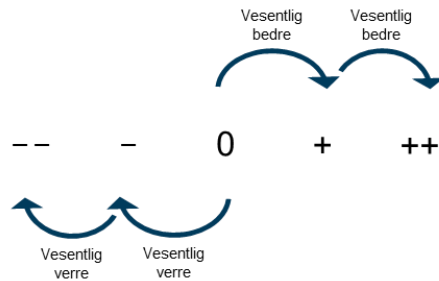 Vesentlig
bedre
Vesentlig
bedre
-- - 0 + ++
Vesentlig
verre
Vesentlig
verre